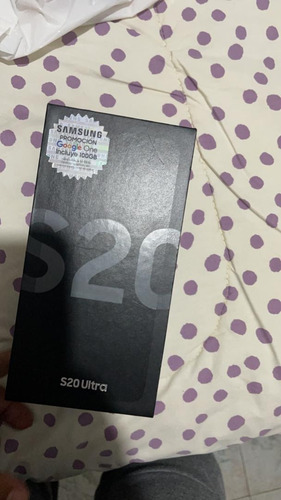 SAMSUNG
PROMOCIÓN
Google One
Incluye 100GB
S20
S20 Ultra